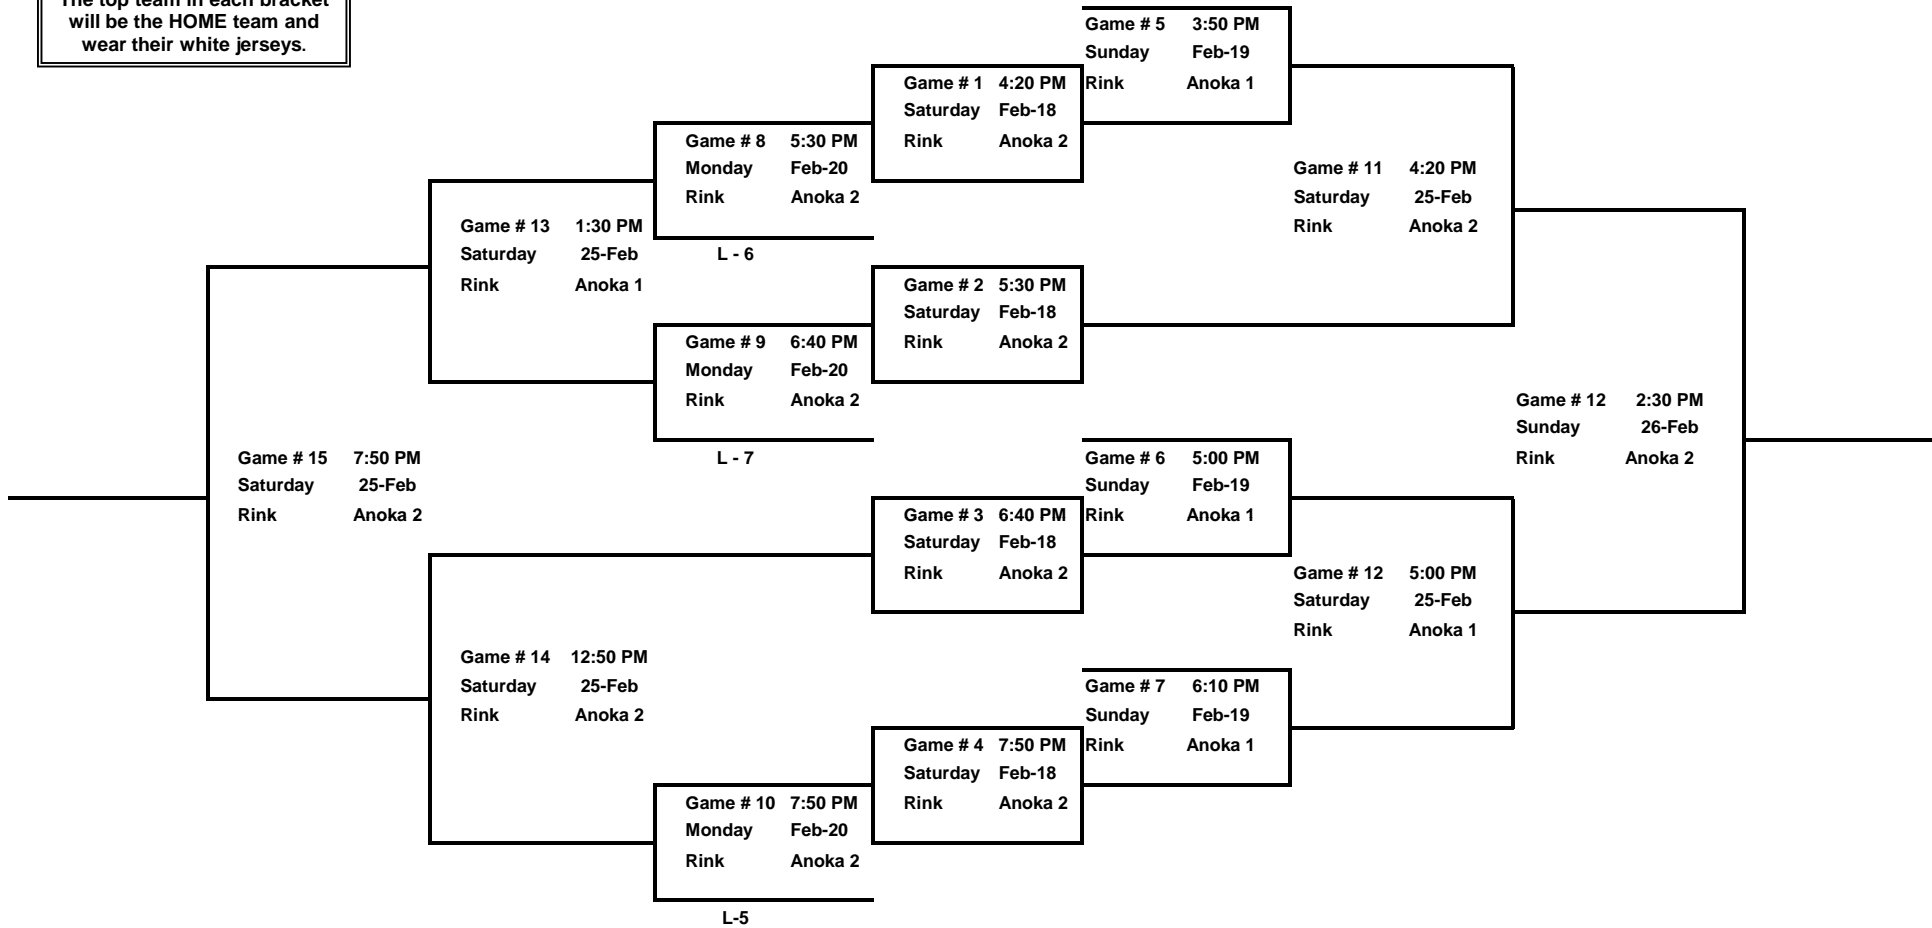 The top team in each bracket
will be the HOME team and
wear their white jerseys.
Game # 5 3:50 PM
Sunday Feb-19
Rink Anoka 1
Game # 1 4:20 PM
Saturday Feb-18
Rink Anoka 2
Game # 8 5:30 PM
Monday Feb-20
Rink Anoka 2
L - 6
Game # 11 4:20 PM
Saturday 25-Feb
Rink Anoka 2
Game # 13 1:30 PM
Saturday 25-Feb
Rink Anoka 1
Game # 2 5:30 PM
Saturday Feb-18
Rink Anoka 2
Game # 9 6:40 PM
Monday Feb-20
Rink Anoka 2
L - 7
Game # 12 2:30 PM
Sunday 26-Feb
Rink Anoka 2
Game # 15 7:50 PM
Saturday 25-Feb
Rink Anoka 2
Game # 6 5:00 PM
Sunday Feb-19
Rink Anoka 1
Game # 3 6:40 PM
Saturday Feb-18
Rink Anoka 2
Game # 12 5:00 PM
Saturday 25-Feb
Rink Anoka 1
Game # 14 12:50 PM
Saturday 25-Feb
Rink Anoka 2
Game # 7 6:10 PM
Sunday Feb-19
Rink Anoka 1
Game # 4 7:50 PM
Saturday Feb-18
Rink Anoka 2
Game # 10 7:50 PM
Monday Feb-20
Rink Anoka 2
L-5